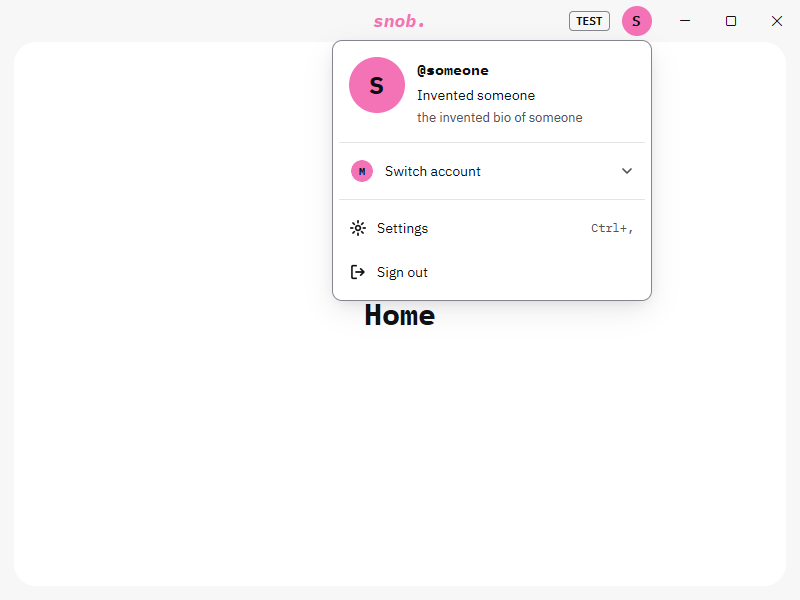 snob.
TEST
S
S
@someone
Invented someone
the invented bio of someone
M
Switch account
Settings
Ctrl+,
Sign out
Home